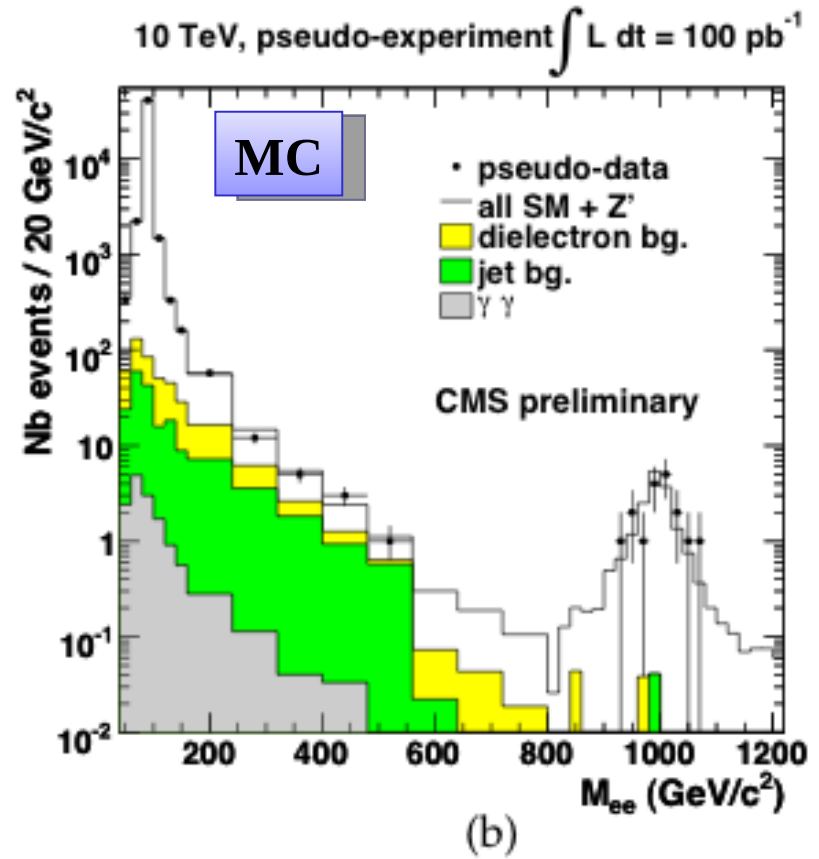 10 TeV, pseudo-experiment ∫ L dt = 100 pb⁻¹
MC
pseudo-data
all SM + Z'
dielectron bg.
jet bg.
γ γ
CMS preliminary
Nb events / 20 GeV/c²
10⁴
10³
10²
10
1
10⁻¹
10⁻²
200 400 600 800 1000 1200
Mₑₑ (GeV/c²)
(b)